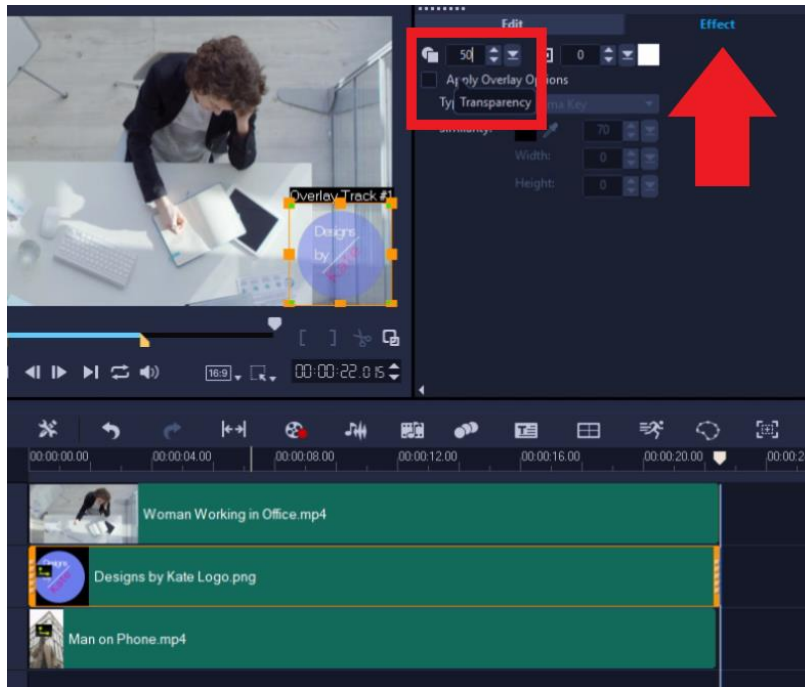 Edit
Effect
50
0
Apply Overlay Options
Transparency
70
Width:
0
Height:
0
Overlay Track #1
Designs
by
Kate
16:9
00:00:22.015
00:00:00.00
00:00:04.00
00:00:08.00
00:00:12.00
00:00:16.00
00:00:20.00
Woman Working in Office.mp4
Designs by Kate Logo.png
Man on Phone.mp4